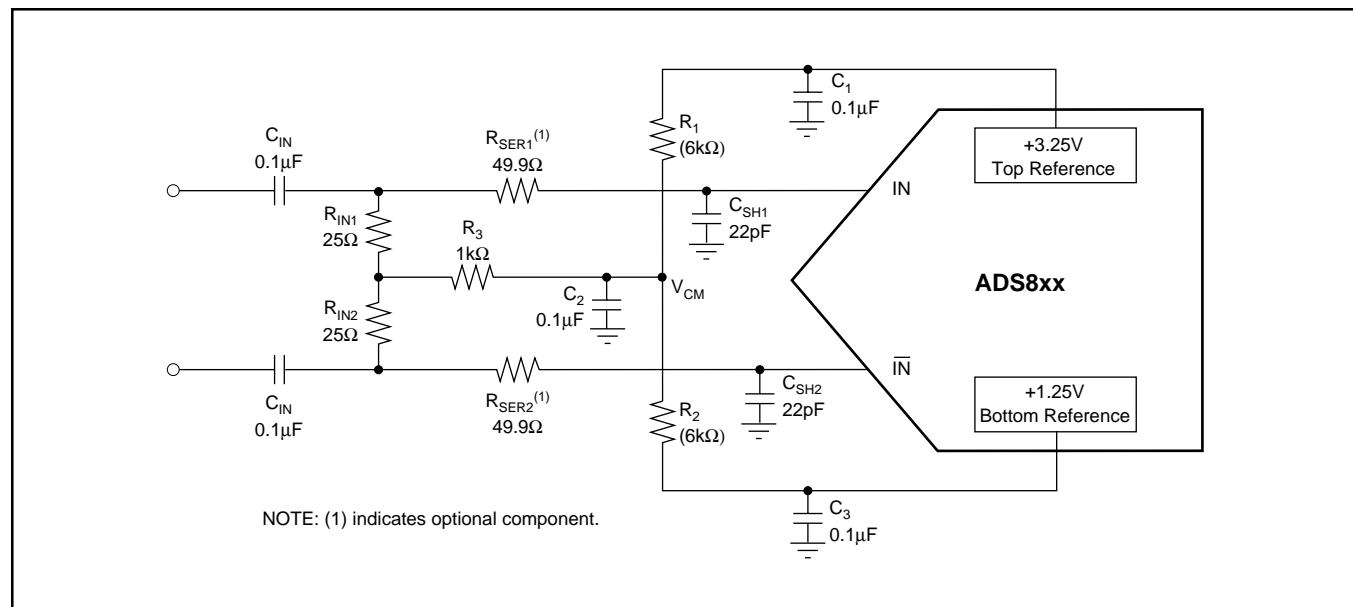 C1
0.1µF
R1
(6kΩ)
+3.25V
Top Reference
CIN
0.1µF
RSER1(1)
49.9Ω
IN
RIN1
25Ω
CSH1
22pF
R3
1kΩ
VCM
C2
0.1µF
ADS8xx
RIN2
25Ω
I̅N̅
CIN
0.1µF
RSER2(1)
49.9Ω
CSH2
22pF
R2
(6kΩ)
+1.25V
Bottom Reference
C3
0.1µF
NOTE: (1) indicates optional component.